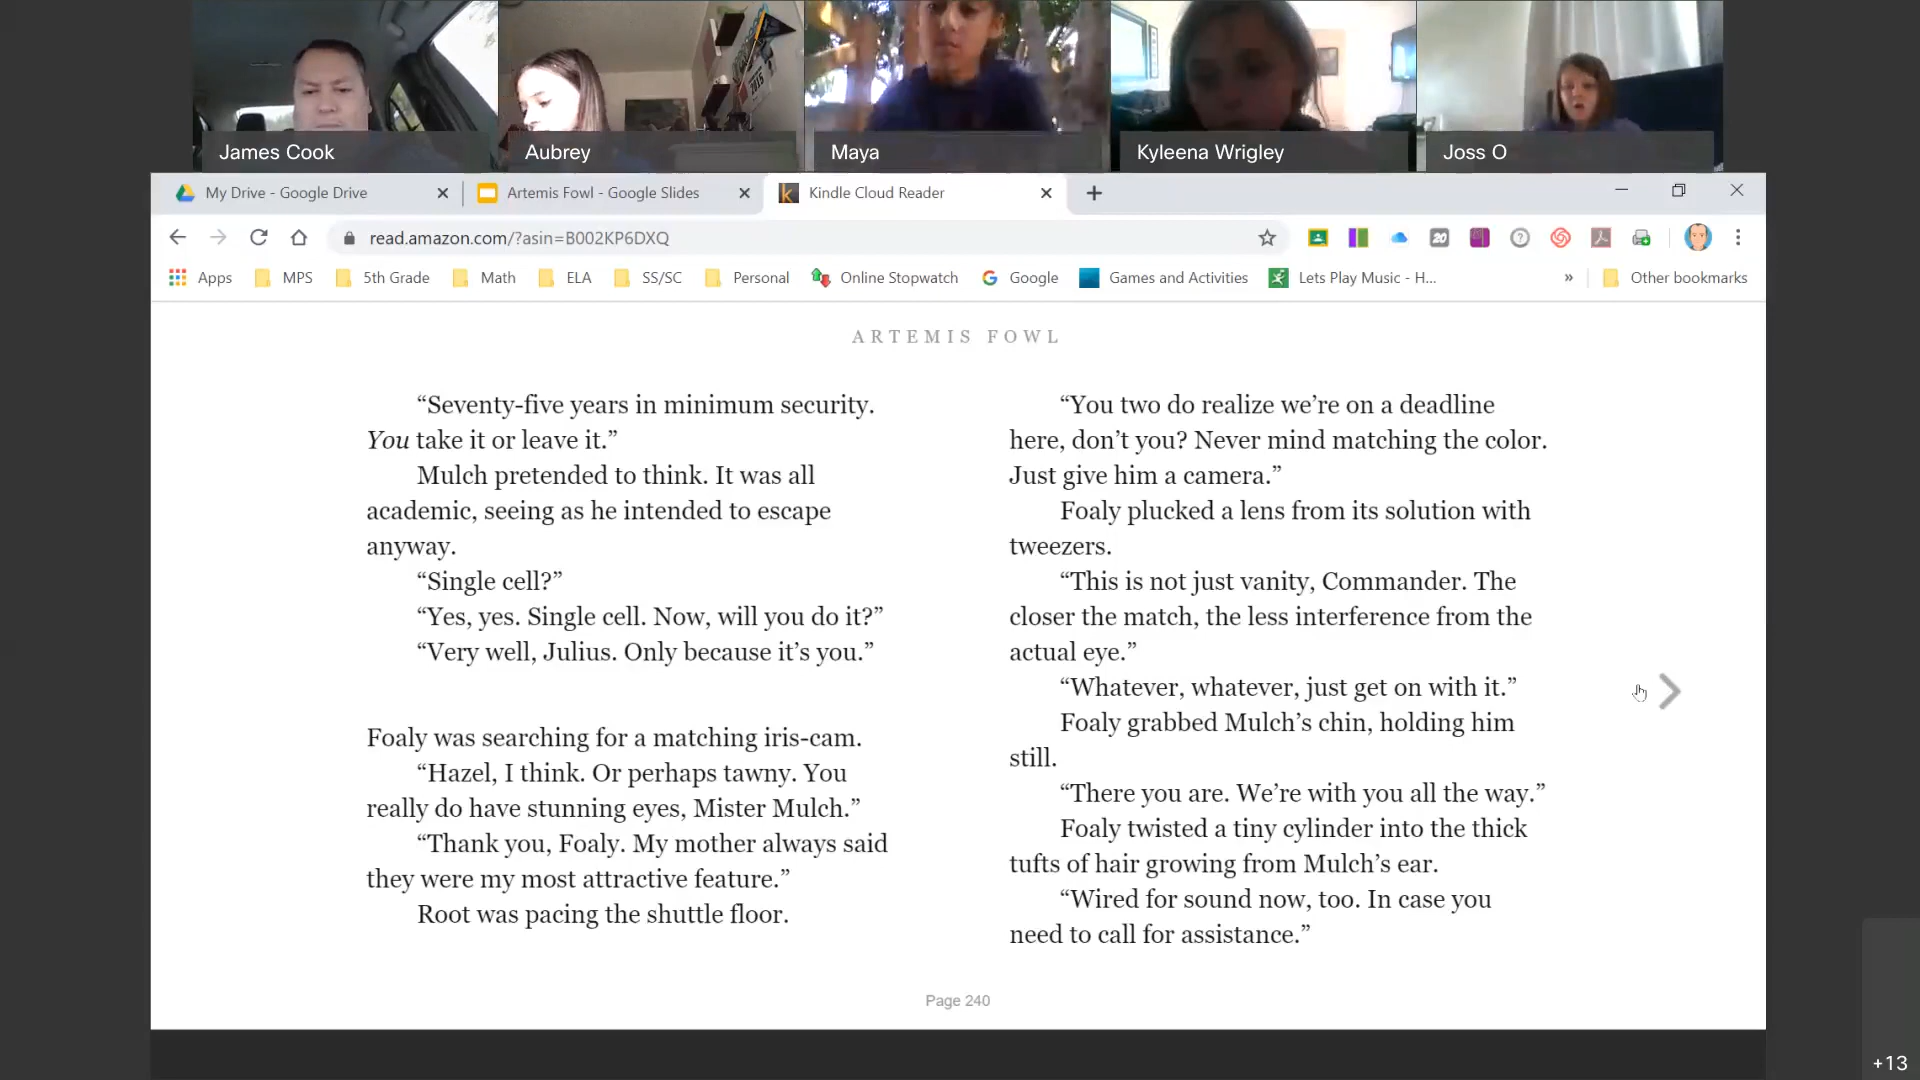 James Cook
Aubrey
Maya
Kyleena Wrigley
Joss O
My Drive - Google Drive
Artemis Fowl - Google Slides
Kindle Cloud Reader
read.amazon.com/?asin=B002KP6DXQ
20
Apps
MPS
5th Grade
Math
ELA
SS/SC
Personal
Online Stopwatch
Google
Games and Activities
Lets Play Music - H...
»
Other bookmarks
ARTEMIS FOWL
“Seventy-five years in minimum security.
You take it or leave it.”
Mulch pretended to think. It was all
academic, seeing as he intended to escape
anyway.
“Single cell?”
“Yes, yes. Single cell. Now, will you do it?”
“Very well, Julius. Only because it’s you.”
Foaly was searching for a matching iris-cam.
“Hazel, I think. Or perhaps tawny. You
really do have stunning eyes, Mister Mulch.”
“Thank you, Foaly. My mother always said
they were my most attractive feature.”
Root was pacing the shuttle floor.
“You two do realize we’re on a deadline
here, don’t you? Never mind matching the color.
Just give him a camera.”
Foaly plucked a lens from its solution with
tweezers.
“This is not just vanity, Commander. The
closer the match, the less interference from the
actual eye.”
“Whatever, whatever, just get on with it.”
Foaly grabbed Mulch’s chin, holding him
still.
“There you are. We’re with you all the way.”
Foaly twisted a tiny cylinder into the thick
tufts of hair growing from Mulch’s ear.
“Wired for sound now, too. In case you
need to call for assistance.”
Page 240
+13